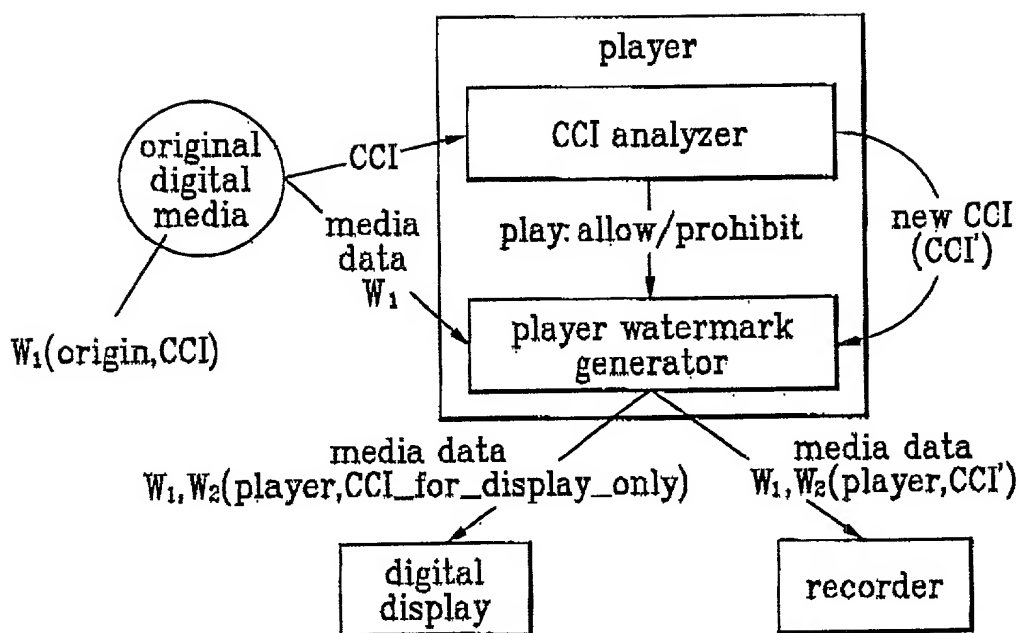 player
CCI analyzer
original
digital
media
CCI
media
data
W₁
play: allow/prohibit
new CCI
(CCI')
W₁(origin,CCI)
player watermark
generator
media data
W₁,W₂(player,CCI_for_display_only)
media data
W₁,W₂(player,CCI')
digital
display
recorder